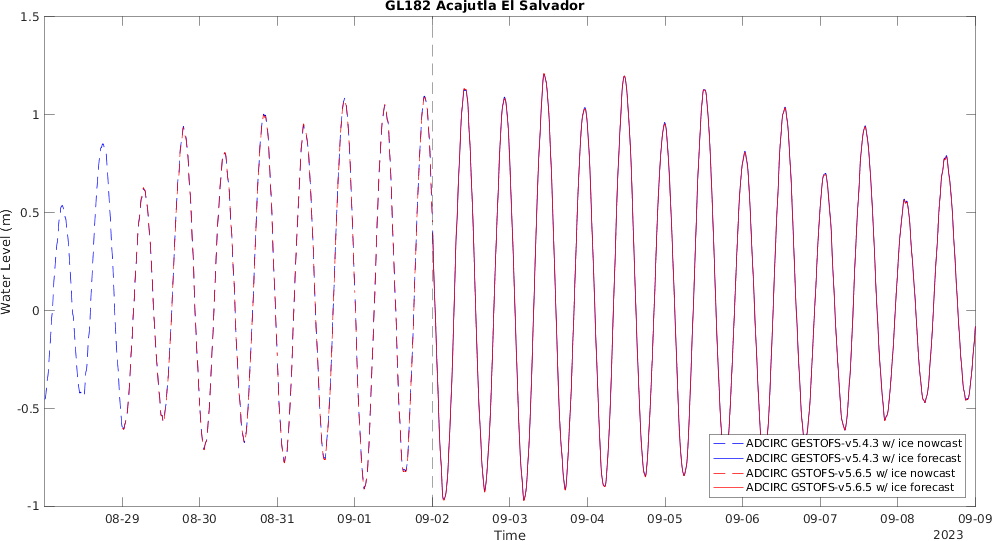 GL182 Acajutla El Salvador
1.5
1
0.5
0
-0.5
-1
Water Level (m)
08-29 08-30 08-31 09-01 09-02 09-03 09-04 09-05 09-06 09-07 09-08 09-09
Time
2023
ADCIRC GESTOFS-v5.4.3 w/ ice nowcast
ADCIRC GESTOFS-v5.4.3 w/ ice forecast
ADCIRC GSTOFS-v5.6.5 w/ ice nowcast
ADCIRC GSTOFS-v5.6.5 w/ ice forecast